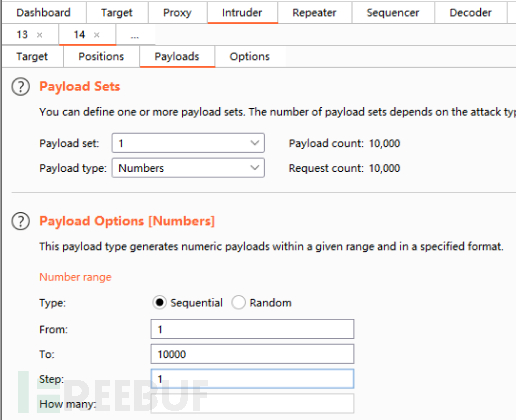 Dashboard Target Proxy Intruder Repeater Sequencer Decoder
13 × 14 × ...
Target Positions Payloads Options
? Payload Sets
You can define one or more payload sets. The number of payload sets depends on the attack typ
Payload set: 1 Payload count: 10,000
Payload type: Numbers Request count: 10,000
? Payload Options [Numbers]
This payload type generates numeric payloads within a given range and in a specified format.
Number range
Type: Sequential Random
From: 1
To: 10000
Step: 1
How many:
REEBUF